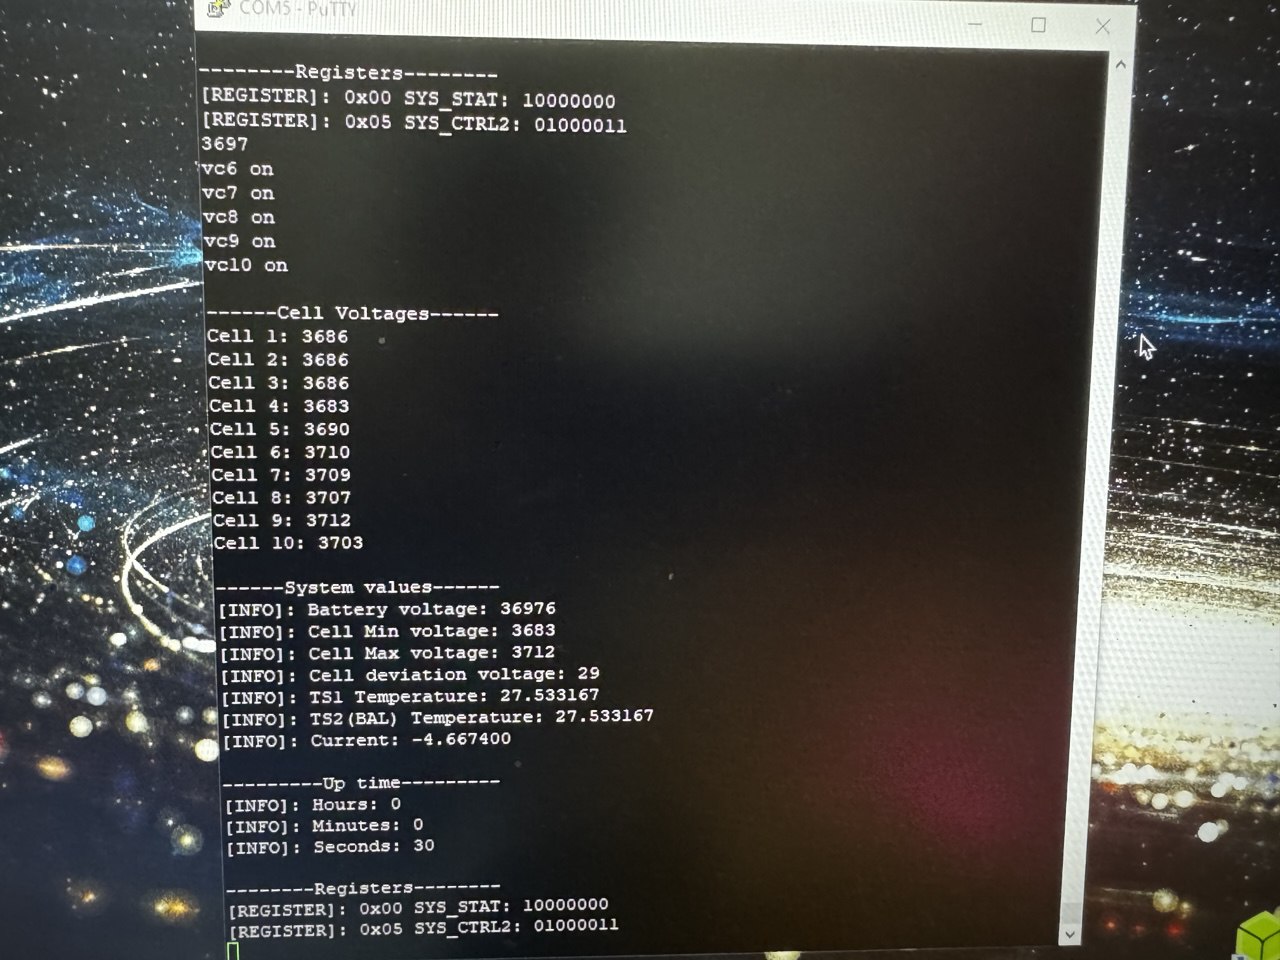 COM5 - PuTTY
--------Registers--------
[REGISTER]: 0x00 SYS_STAT: 10000000
[REGISTER]: 0x05 SYS_CTRL2: 01000011
3697
vc6 on
vc7 on
vc8 on
vc9 on
vc10 on
------Cell Voltages------
Cell 1: 3686
Cell 2: 3686
Cell 3: 3686
Cell 4: 3683
Cell 5: 3690
Cell 6: 3710
Cell 7: 3709
Cell 8: 3707
Cell 9: 3712
Cell 10: 3703
------System values------
[INFO]: Battery voltage: 36976
[INFO]: Cell Min voltage: 3683
[INFO]: Cell Max voltage: 3712
[INFO]: Cell deviation voltage: 29
[INFO]: TS1 Temperature: 27.533167
[INFO]: TS2(BAL) Temperature: 27.533167
[INFO]: Current: -4.667400
---------Up time---------
[INFO]: Hours: 0
[INFO]: Minutes: 0
[INFO]: Seconds: 30
--------Registers--------
[REGISTER]: 0x00 SYS_STAT: 10000000
[REGISTER]: 0x05 SYS_CTRL2: 01000011